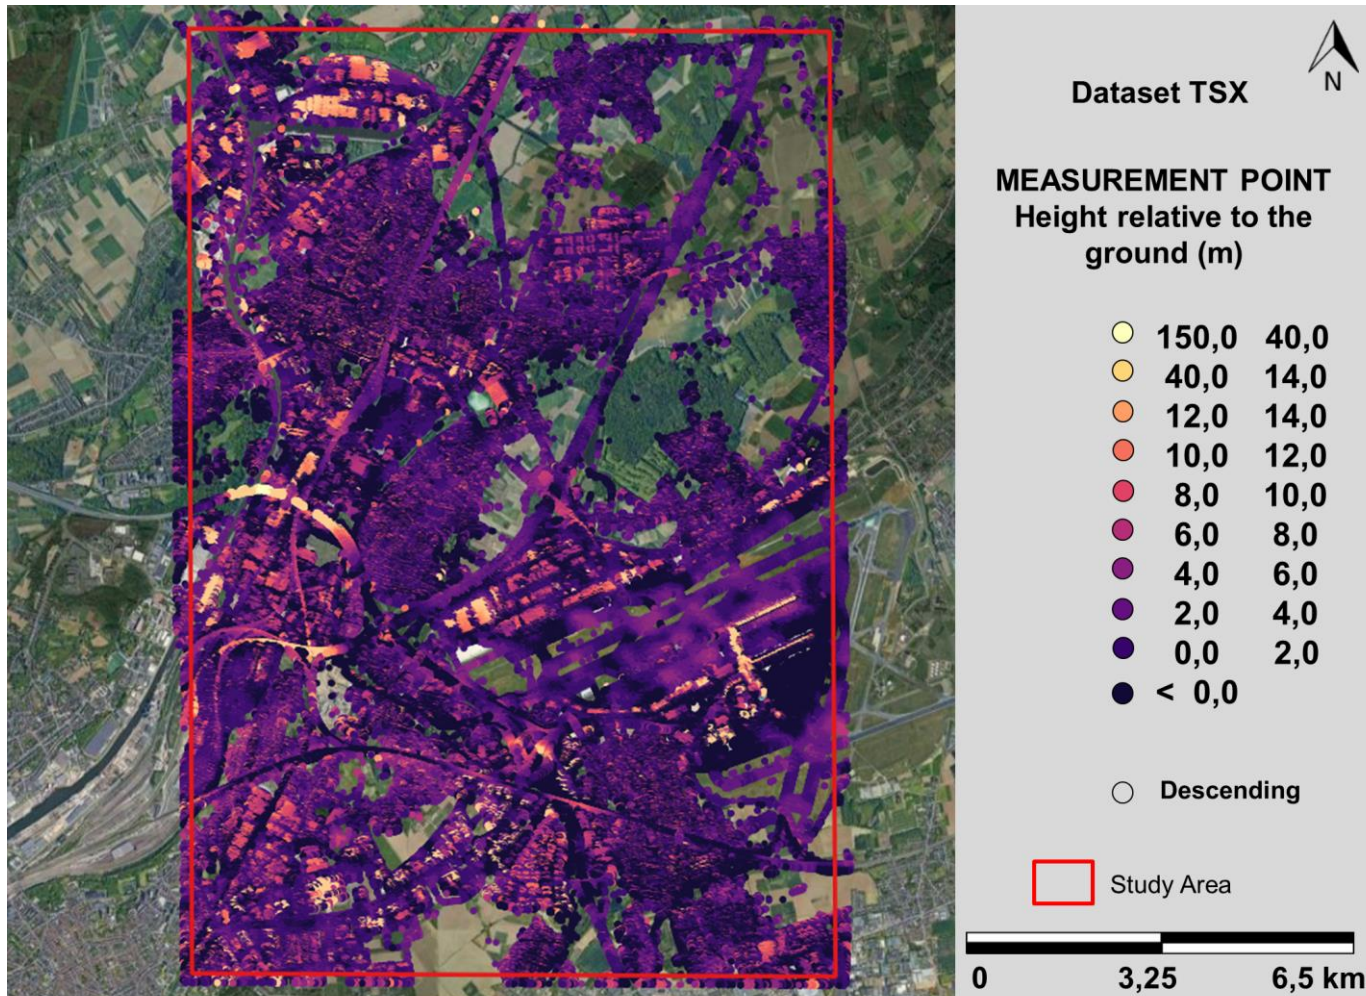 N
Dataset TSX
MEASUREMENT POINT
Height relative to the
ground (m)
150,0 40,0
40,0 14,0
12,0 14,0
10,0 12,0
8,0 10,0
6,0 8,0
4,0 6,0
2,0 4,0
0,0 2,0
< 0,0
Descending
Study Area
0 3,25 6,5 km